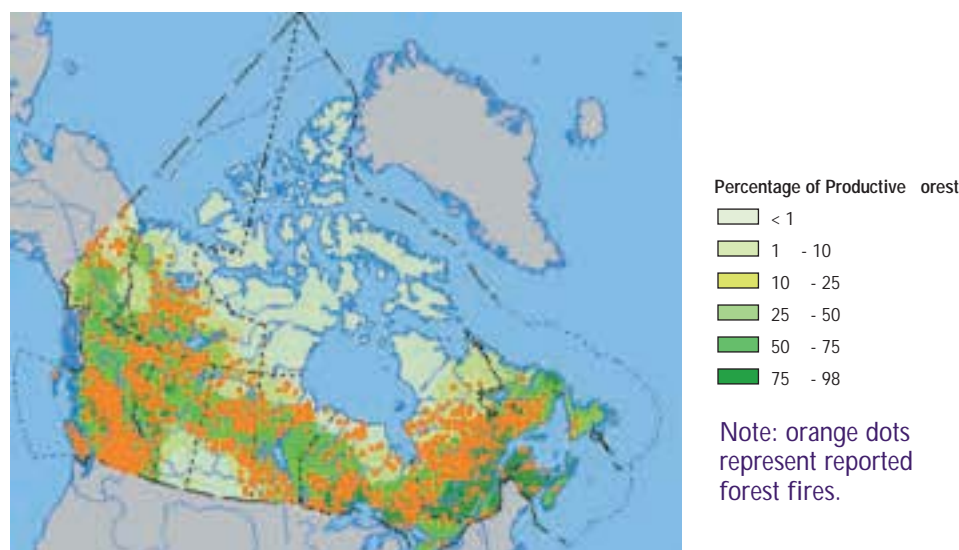 Percentage of Productive orest
< 1
1 - 10
10 - 25
25 - 50
50 - 75
75 - 98
Note: orange dots
represent reported
forest fires.